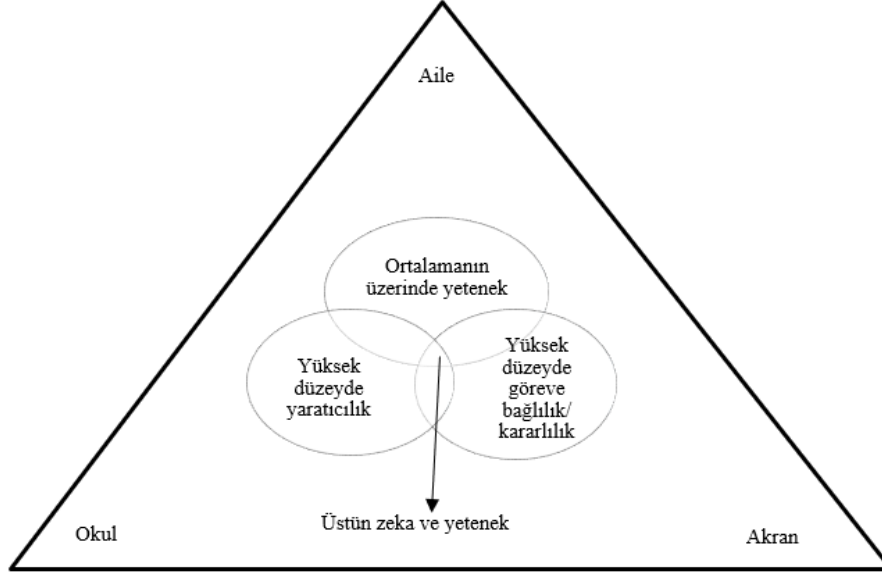 Aile
Ortalamanın
üzerinde yetenek
Yüksek
düzeyde
yaratıcılık
Yüksek
düzeyde
göreve
bağlılık/
kararlılık
Üstün zeka ve yetenek
Okul
Akran